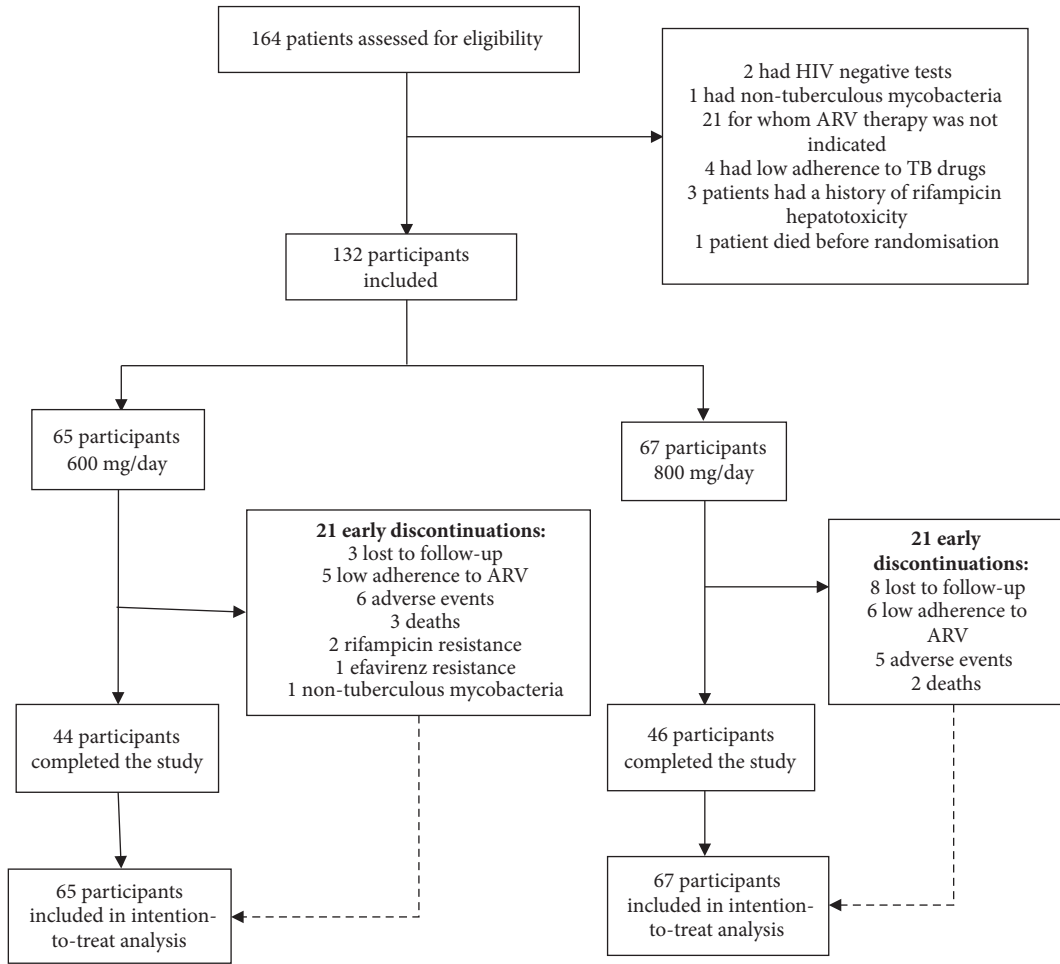 164 patients assessed for eligibility
2 had HIV negative tests
1 had non-tuberculous mycobacteria
21 for whom ARV therapy was not
indicated
4 had low adherence to TB drugs
3 patients had a history of rifampicin
hepatotoxicity
1 patient died before randomisation
132 participants
included
65 participants
600 mg/day
67 participants
800 mg/day
21 early discontinuations:
3 lost to follow-up
5 low adherence to ARV
6 adverse events
3 deaths
2 rifampicin resistance
1 efavirenz resistance
1 non-tuberculous mycobacteria
21 early
discontinuations:
8 lost to follow-up
6 low adherence to
ARV
5 adverse events
2 deaths
44 participants
completed the study
46 participants
completed the study
65 participants
included in intention-
to-treat analysis
67 participants
included in intention-
to-treat analysis